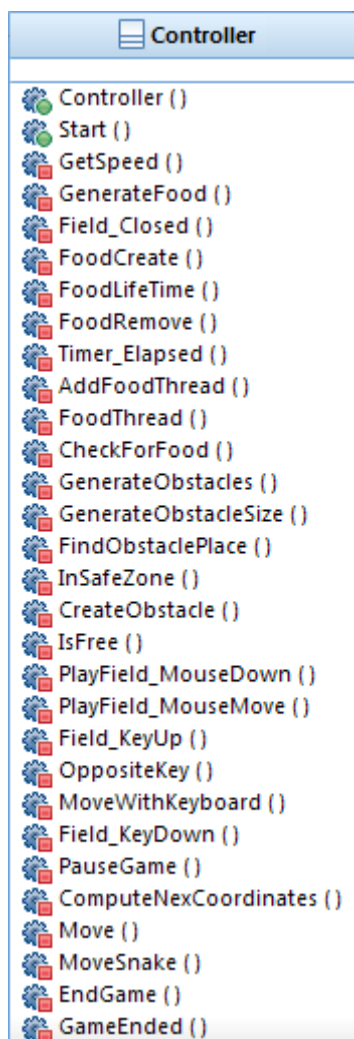 Controller
Controller ( )
Start ( )
GetSpeed ( )
GenerateFood ( )
Field_Closed ( )
FoodCreate ( )
FoodLifeTime ( )
FoodRemove ( )
Timer_Elapsed ( )
AddFoodThread ( )
FoodThread ( )
CheckForFood ( )
GenerateObstacles ( )
GenerateObstacleSize ( )
FindObstaclePlace ( )
InSafeZone ( )
CreateObstacle ( )
IsFree ( )
PlayField_MouseDown ( )
PlayField_MouseMove ( )
Field_KeyUp ( )
OppositeKey ( )
MoveWithKeyboard ( )
Field_KeyDown ( )
PauseGame ( )
ComputeNexCoordinates ( )
Move ( )
MoveSnake ( )
EndGame ( )
GameEnded ( )